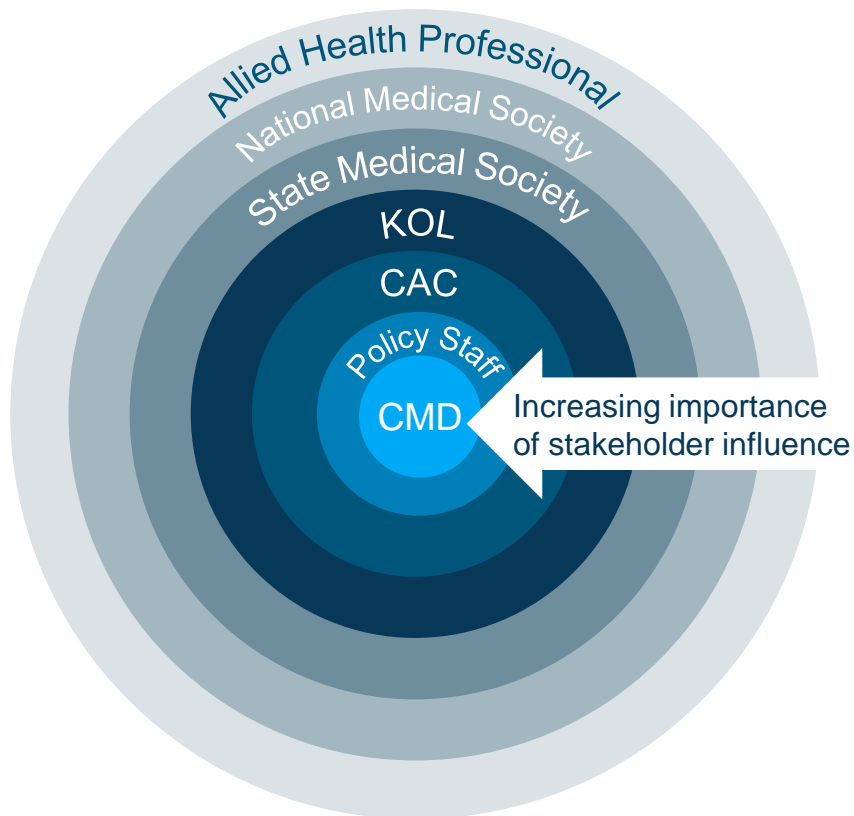 Allied Health Professional
National Medical Society
State Medical Society
KOL
CAC
Policy Staff
CMD
Increasing importance
of stakeholder influence